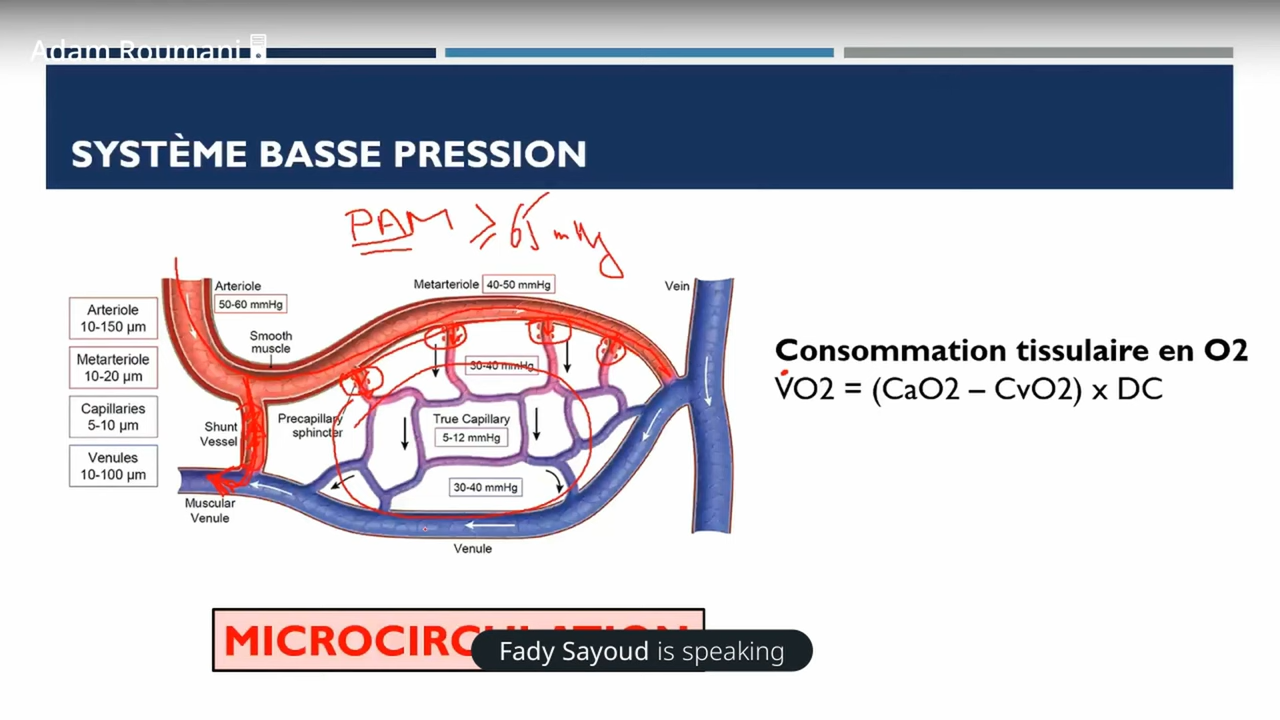 Adam Roumani
SYSTÈME BASSE PRESSION
PAM ≥ 65 mmHg
Arteriole
50-60 mmHg
Metarteriole 40-50 mmHg
Vein
Arteriole
10-150 µm
Smooth
muscle
Metarteriole
10-20 µm
30-40 mmHg
Consommation tissulaire en O2
V̇O2 = (CaO2 – CvO2) x DC
Capillaries
5-10 µm
Shunt
Vessel
Precapillary
sphincter
True Capillary
5-12 mmHg
Venules
10-100 µm
30-40 mmHg
Muscular
Venule
Venule
MICROCIRCULATION
Fady Sayoud is speaking